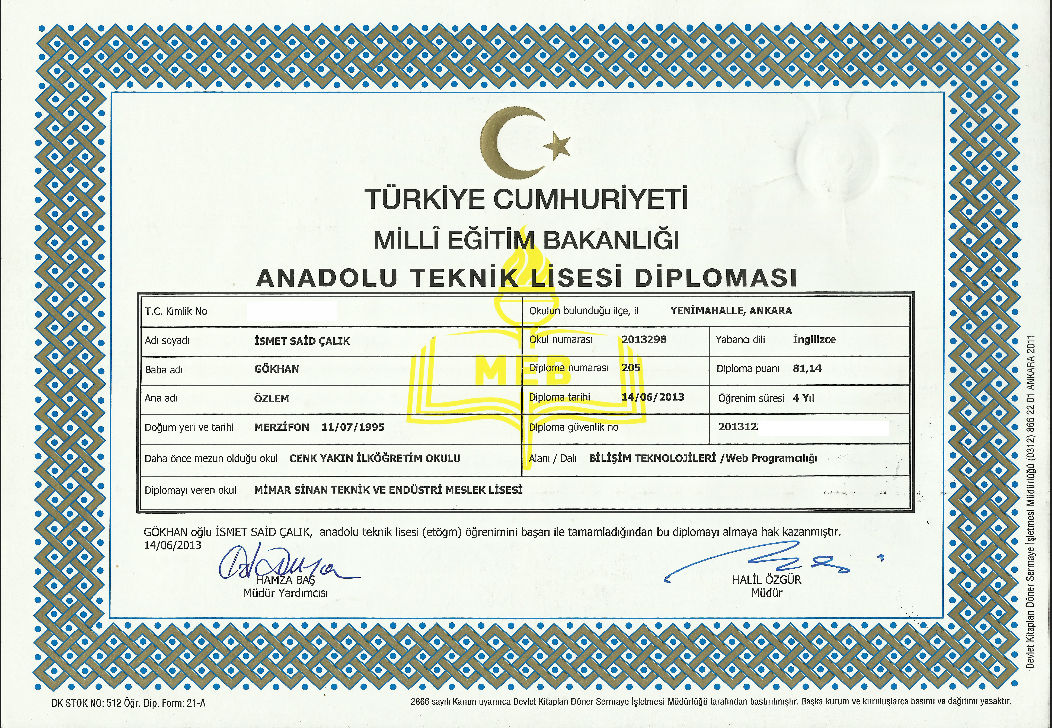 TÜRKİYE CUMHURİYETİ
MİLLÎ EĞİTİM BAKANLIĞI
ANADOLU TEKNİK LİSESİ DİPLOMASI
MEB
T.C. Kimlik No
Okulun bulunduğu ilçe, il YENİMAHALLE, ANKARA
Adı soyadı İSMET SAİD ÇALIK
Okul numarası 2013298 Yabancı dili İngilizce
Baba adı GÖKHAN
Diploma numarası 205 Diploma puanı 81,14
Ana adı ÖZLEM
Diploma tarihi 14/06/2013 Öğrenim süresi 4 Yıl
Doğum yeri ve tarihi MERZİFON 11/07/1995
Diploma güvenlik no 201312
Daha önce mezun olduğu okul CENK YAKIN İLKÖĞRETİM OKULU
Alanı / Dalı BİLİŞİM TEKNOLOJİLERİ /Web Programcılığı
Diplomayı veren okul MİMAR SİNAN TEKNİK VE ENDÜSTRİ MESLEK LİSESİ
GÖKHAN oğlu İSMET SAİD ÇALIK, anadolu teknik lisesi (etögm) öğrenimini başarı ile tamamladığından bu diplomayı almaya hak kazanmıştır.
14/06/2013
HAMZA BAŞ
Müdür Yardımcısı
HALİL ÖZGÜR
Müdür
DK STOK NO: 512 Öğr. Dip. Form: 21-A
2666 sayılı Kanun uyarınca Devlet Kitapları Döner Sermaye İşletmesi Müdürlüğü tarafından bastırılmıştır. Başka kurum ve kuruluşlarca basımı ve dağıtımı yasaktır.
Devlet Kitapları Döner Sermaye İşletmesi Müdürlüğü (0312) 866 22 01 ANKARA 2011